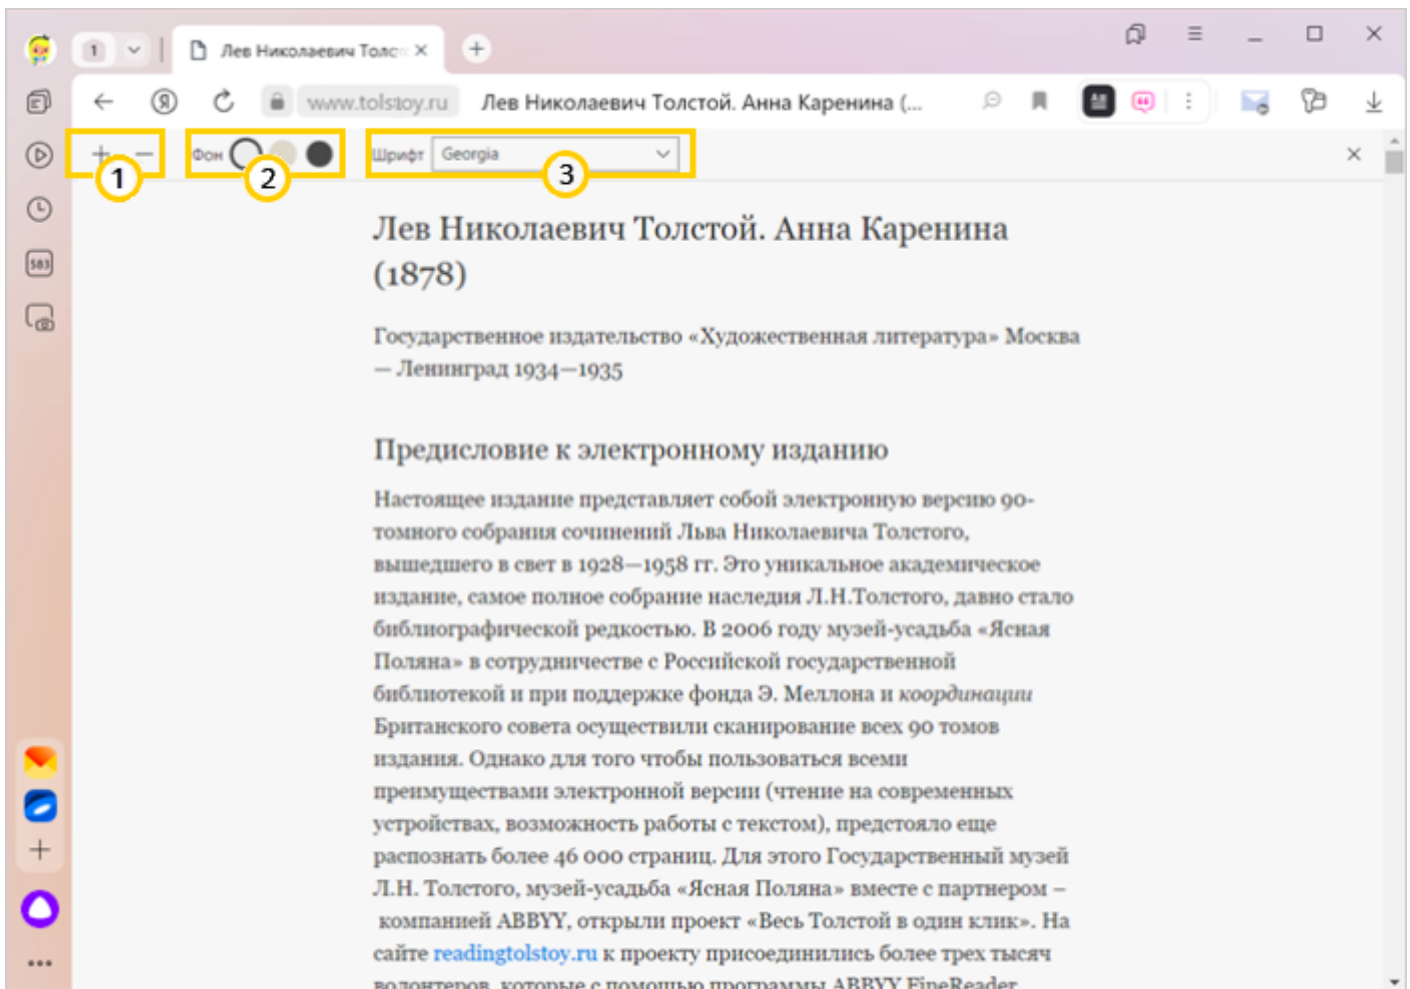 1
Лев Николаевич Толс
www.tolstoy.ru
Лев Николаевич Толстой. Анна Каренина (...
Фон
Шрифт
Georgia
1
2
3
583
Лев Николаевич Толстой. Анна Каренина
(1878)
Государственное издательство «Художественная литература» Москва
— Ленинград 1934—1935
Предисловие к электронному изданию
Настоящее издание представляет собой электронную версию 90-
томного собрания сочинений Льва Николаевича Толстого,
вышедшего в свет в 1928—1958 гг. Это уникальное академическое
издание, самое полное собрание наследия Л.Н.Толстого, давно стало
библиографической редкостью. В 2006 году музей-усадьба «Ясная
Поляна» в сотрудничестве с Российской государственной
библиотекой и при поддержке фонда Э. Меллона и координации
Британского совета осуществили сканирование всех 90 томов
издания. Однако для того чтобы пользоваться всеми
преимуществами электронной версии (чтение на современных
устройствах, возможность работы с текстом), предстояло еще
распознать более 46 000 страниц. Для этого Государственный музей
Л.Н. Толстого, музей-усадьба «Ясная Поляна» вместе с партнером –
компанией ABBYY, открыли проект «Весь Толстой в один клик». На
сайте readingtolstoy.ru к проекту присоединились более трех тысяч
волонтеров, которые с помощью программы ABBYY FineReader